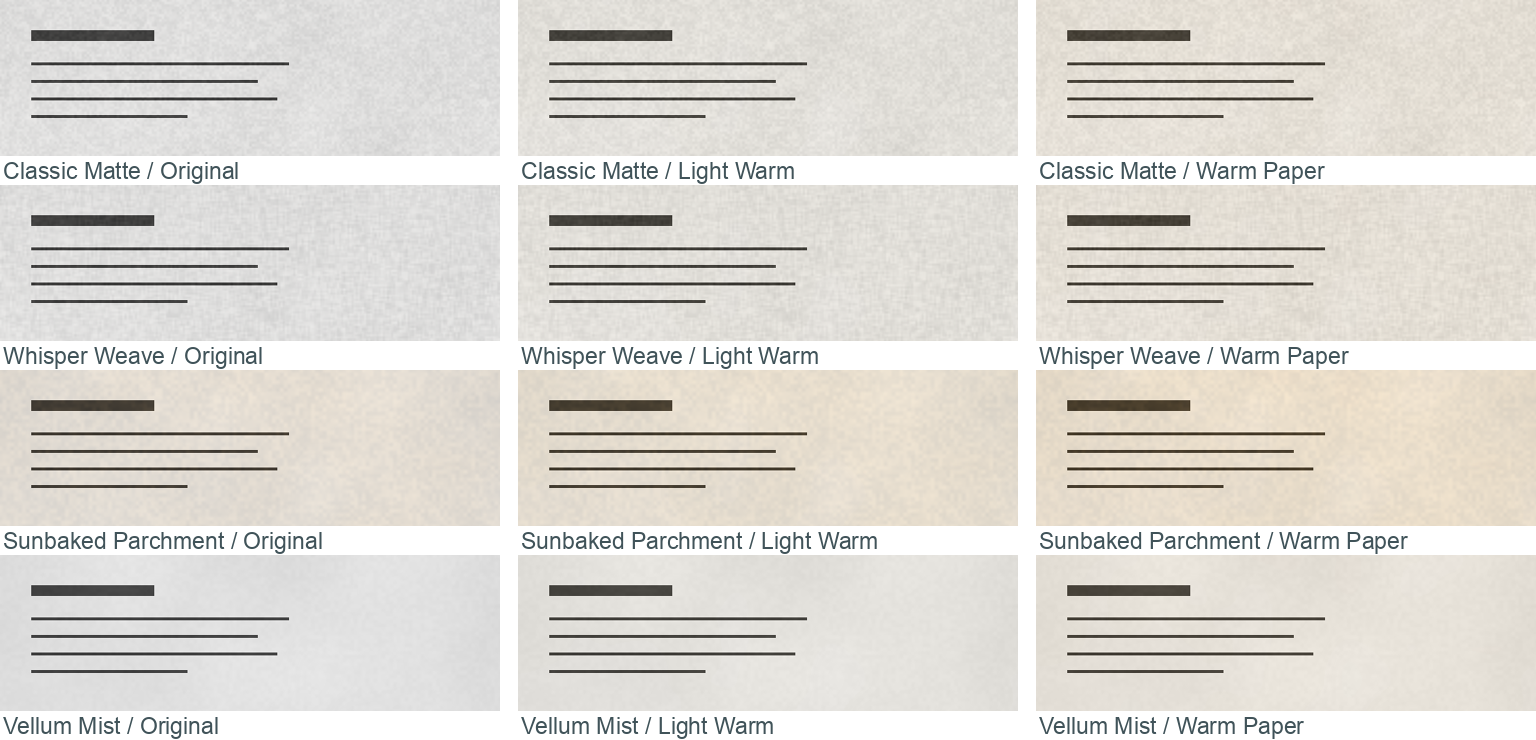 Classic Matte / Original
Classic Matte / Light Warm
Classic Matte / Warm Paper
Whisper Weave / Original
Whisper Weave / Light Warm
Whisper Weave / Warm Paper
Sunbaked Parchment / Original
Sunbaked Parchment / Light Warm
Sunbaked Parchment / Warm Paper
Vellum Mist / Original
Vellum Mist / Light Warm
Vellum Mist / Warm Paper